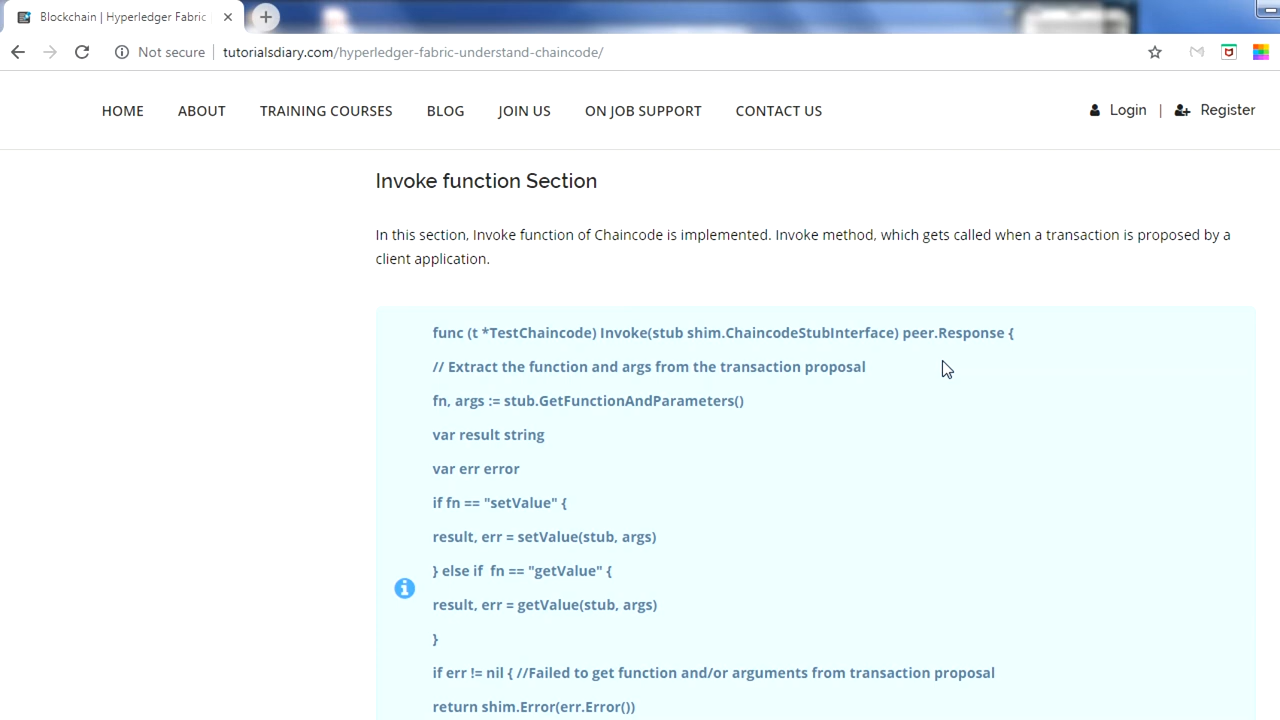 Blockchain | Hyperledger Fabric
Not secure
tutorialsdiary.com/hyperledger-fabric-understand-chaincode/
HOME ABOUT TRAINING COURSES BLOG JOIN US ON JOB SUPPORT CONTACT US
Login | Register
Invoke function Section
In this section, Invoke function of Chaincode is implemented. Invoke method, which gets called when a transaction is proposed by a
client application.
func (t *TestChaincode) Invoke(stub shim.ChaincodeStubInterface) peer.Response {
// Extract the function and args from the transaction proposal
fn, args := stub.GetFunctionAndParameters()
var result string
var err error
if fn == "setValue" {
result, err = setValue(stub, args)
} else if fn == "getValue" {
result, err = getValue(stub, args)
}
if err != nil { //Failed to get function and/or arguments from transaction proposal
return shim.Error(err.Error())